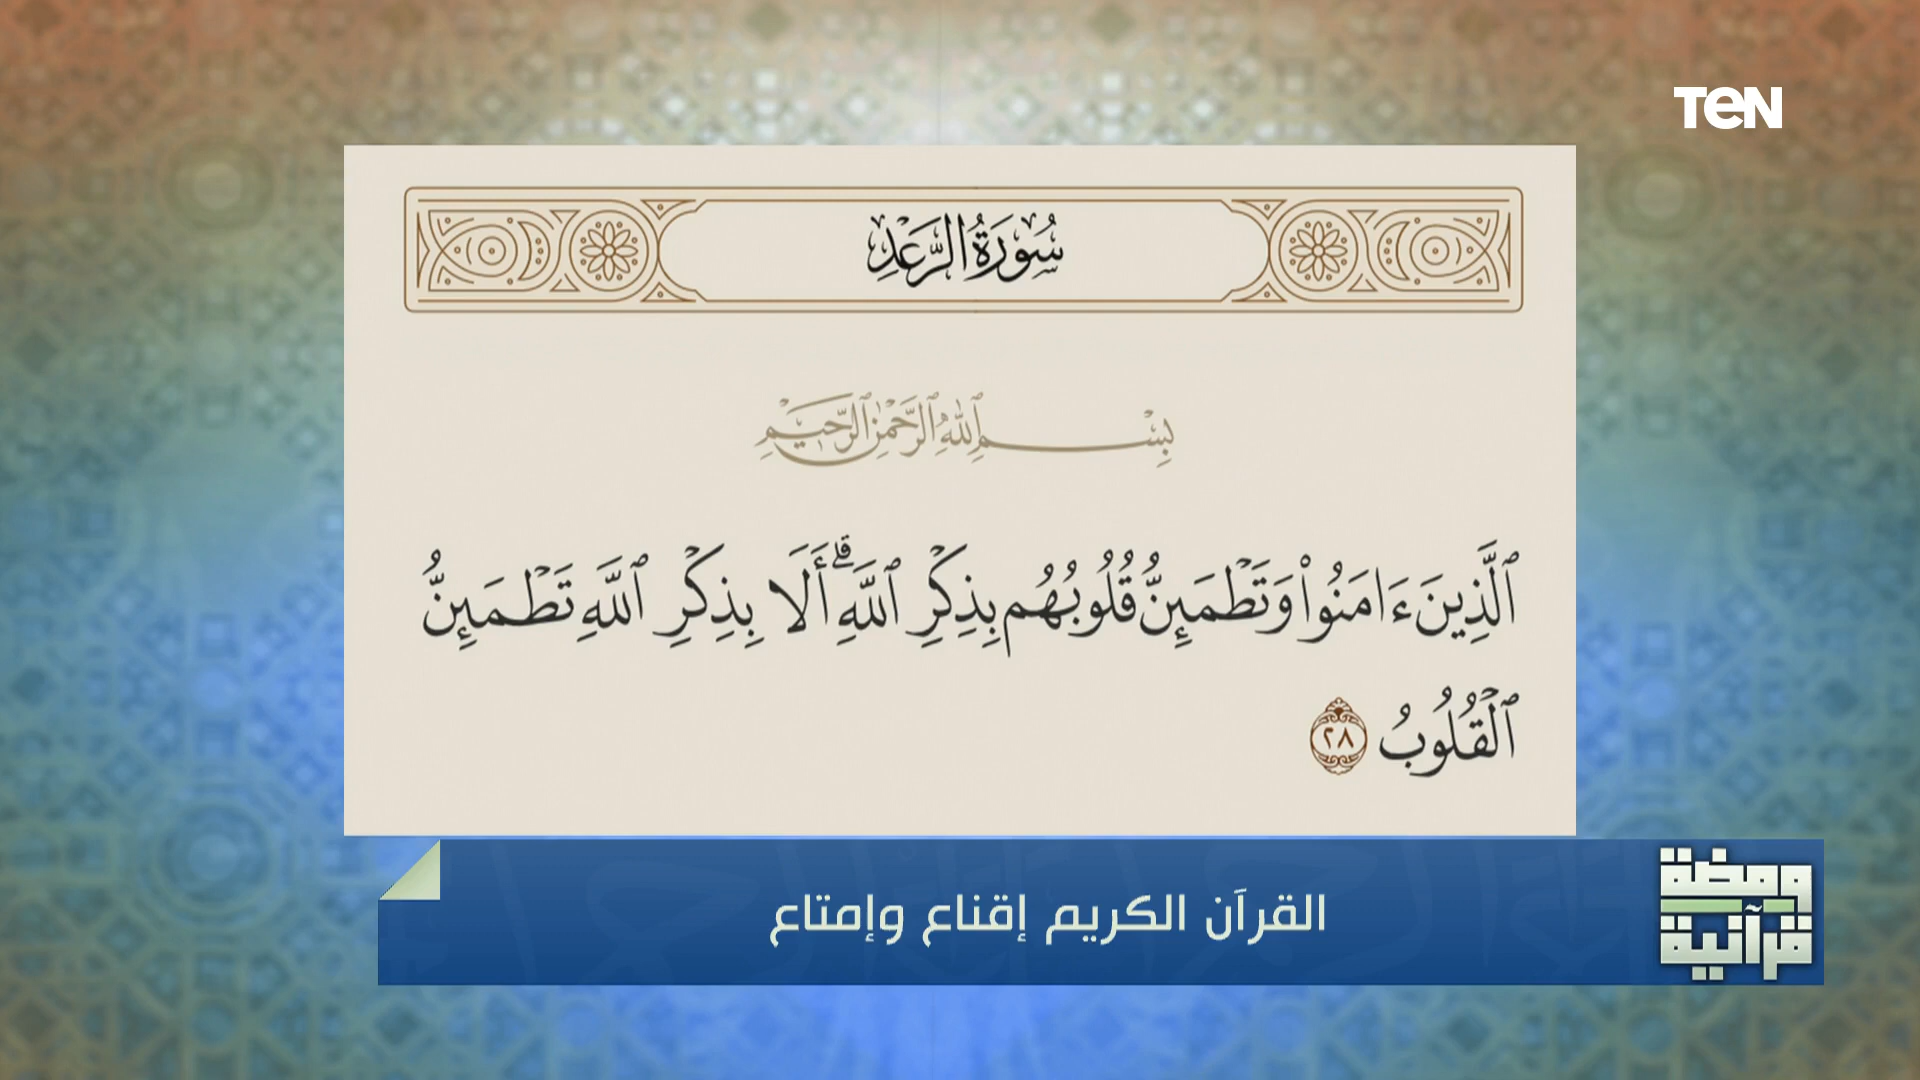 TEN
سُورَةُ الرَّعْدِ
بِسْمِ ٱللَّهِ ٱلرَّحْمَٰنِ ٱلرَّحِيمِ
ٱلَّذِينَ ءَامَنُوا۟ وَتَطْمَئِنُّ قُلُوبُهُم بِذِكْرِ ٱللَّهِ ۗ أَلَا بِذِكْرِ ٱللَّهِ تَطْمَئِنُّ
ٱلْقُلُوبُ ٢٨
القرآن الكريم إقناع وإمتاع
ومضة
قرآنية